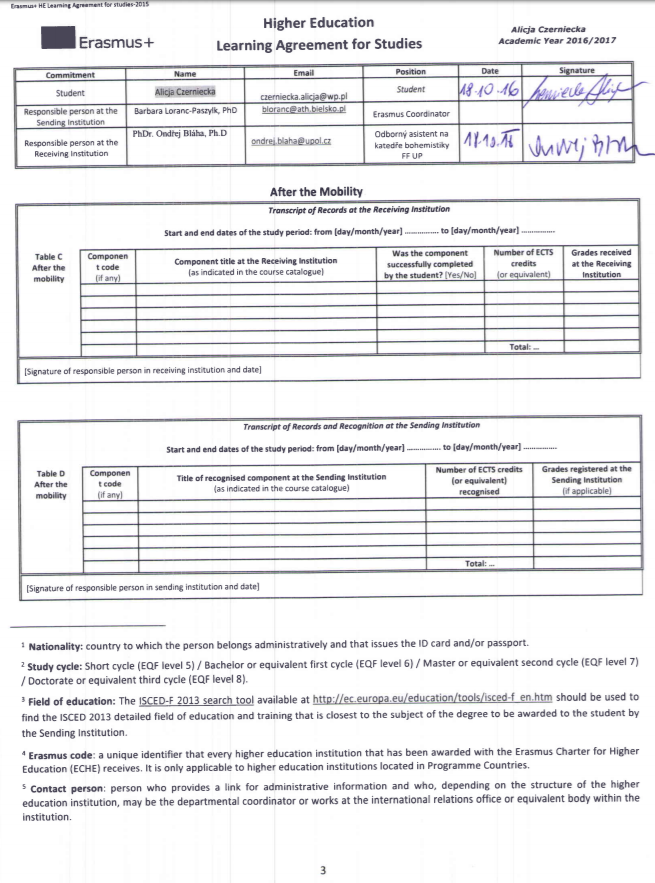 Erasmus+ HE Learning Agreement for studies-2015
Higher Education
Learning Agreement for Studies
Erasmus+
Alicja Czerniecka
Academic Year 2016/2017
Commitment Name Email Position Date Signature
Student Alicja Czerniecka czerniecka.alicja@wp.pl Student 18.10.16
Responsible person at the Sending Institution Barbara Loranc-Paszylk, PhD bloranc@ath.bielsko.pl Erasmus Coordinator
Responsible person at the Receiving Institution PhDr. Ondřej Bláha, Ph.D ondrej.blaha@upol.cz Odborný asistent na katedře bohemistiky FF UP
After the Mobility
Transcript of Records at the Receiving Institution
Start and end dates of the study period: from [day/month/year] ................ to [day/month/year] ................
Table C
After the
mobility
Componen
t code
(if any)
Component title at the Receiving Institution
(as indicated in the course catalogue)
Was the component
successfully completed
by the student? [Yes/No]
Number of ECTS
credits
(or equivalent)
Grades received
at the Receiving
Institution
Total: ...
[Signature of responsible person in receiving institution and date]
Transcript of Records and Recognition at the Sending Institution
Start and end dates of the study period: from [day/month/year] ................ to [day/month/year] ................
Table D
After the
mobility
Componen
t code
(if any)
Title of recognised component at the Sending Institution
(as indicated in the course catalogue)
Number of ECTS credits
(or equivalent)
recognised
Grades registered at the
Sending Institution
(if applicable)
Total: ...
[Signature of responsible person in sending institution and date]
1 Nationality: country to which the person belongs administratively and that issues the ID card and/or passport.
2 Study cycle: Short cycle (EQF level 5) / Bachelor or equivalent first cycle (EQF level 6) / Master or equivalent second cycle (EQF level 7)
/ Doctorate or equivalent third cycle (EQF level 8).
3 Field of education: The ISCED-F 2013 search tool available at http://ec.europa.eu/education/tools/isced-f_en.htm should be used to
find the ISCED 2013 detailed field of education and training that is closest to the subject of the degree to be awarded to the student by
the Sending Institution.
4 Erasmus code: a unique identifier that every higher education institution that has been awarded with the Erasmus Charter for Higher
Education (ECHE) receives. It is only applicable to higher education institutions located in Programme Countries.
5 Contact person: person who provides a link for administrative information and who, depending on the structure of the higher
education institution, may be the departmental coordinator or works at the international relations office or equivalent body within the
institution.
3